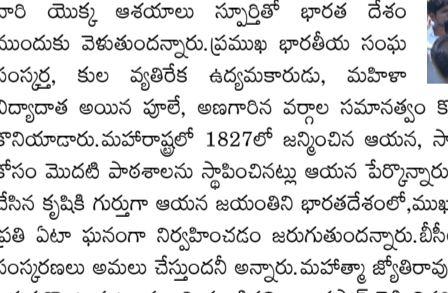 వారి యొక్క ఆశయాలు స్ఫూర్తితో భారత దేశం
ముందుకు వెళుతుందన్నారు.ప్రముఖ భారతీయ సంఘ
సంస్కర్త, కుల వ్యతిరేక ఉద్యమకారుడు, మహిళా
విద్యాదాత అయిన పూలే, అణగారిన వర్గాల సమానత్వం
కొనియాడారు.మహారాష్ట్రలో 1827లో జన్మించిన ఆయన,
కోసం మొదటి పాఠశాలను స్థాపించినట్లు ఆయన పేర్కొన్నారు
చేసిన కృషికి గుర్తుగా ఆయన జయంతిని భారతదేశంలో,
ప్రతి ఏటా ఘనంగా నిర్వహించడం జరుగుతుందన్నారు.
సంస్కరణలు అమలు చేస్తుందనీ అన్నారు.మహాత్మా